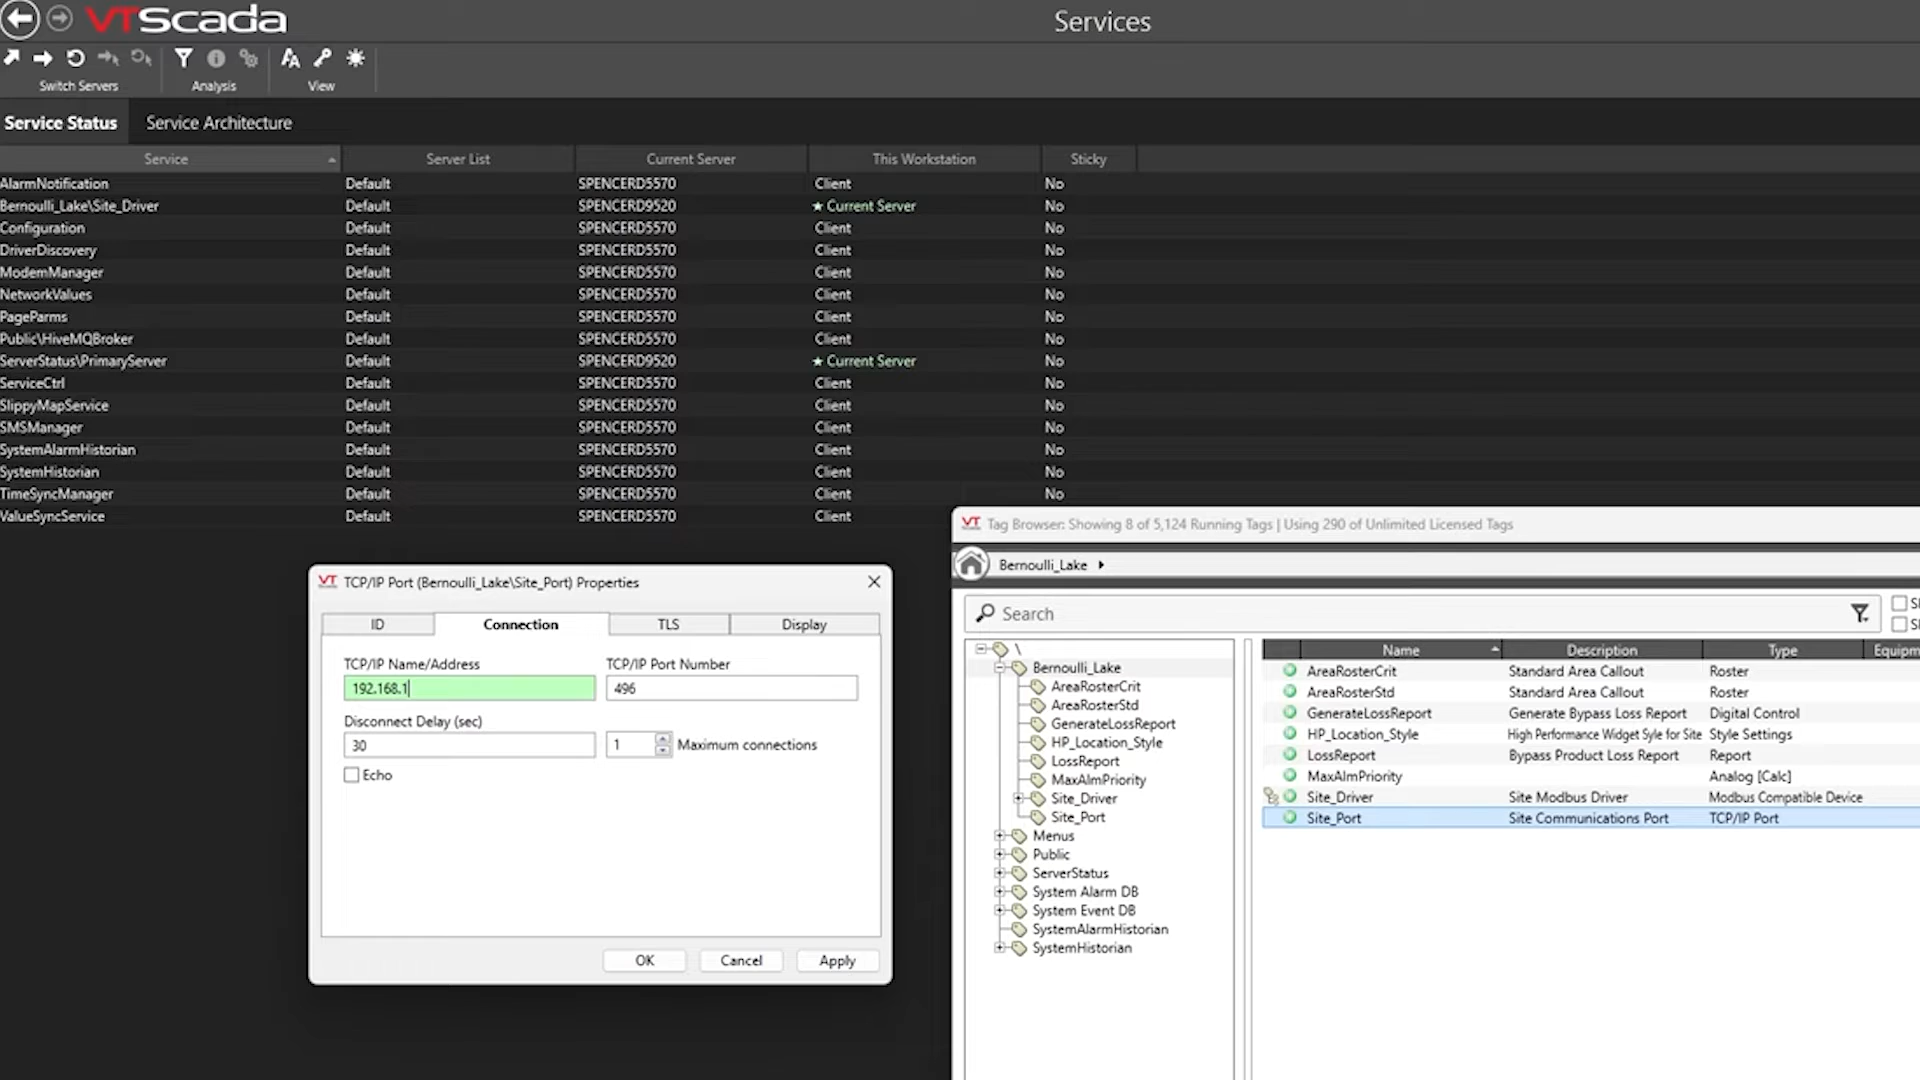 VTScada
Services
Switch Servers
Analysis
View
Service Status
Service Architecture
Service Server List Current Server This Workstation Sticky
AlarmNotification Default SPENCERD5570 Client No
Bernoulli_Lake\Site_Driver Default SPENCERD9520 ★ Current Server No
Configuration Default SPENCERD5570 Client No
DriverDiscovery Default SPENCERD5570 Client No
ModemManager Default SPENCERD5570 Client No
NetworkValues Default SPENCERD5570 Client No
PageParms Default SPENCERD5570 Client No
Public\HiveMQBroker Default SPENCERD5570 Client No
ServerStatus\PrimaryServer Default SPENCERD9520 ★ Current Server No
ServiceCtrl Default SPENCERD5570 Client No
SlippyMapService Default SPENCERD5570 Client No
SMSManager Default SPENCERD5570 Client No
SystemAlarmHistorian Default SPENCERD5570 Client No
SystemHistorian Default SPENCERD5570 Client No
TimeSyncManager Default SPENCERD5570 Client No
ValueSyncService Default SPENCERD5570 Client
VT TCP/IP Port (Bernoulli_Lake\Site_Port) Properties
ID Connection TLS Display
TCP/IP Name/Address TCP/IP Port Number
192.168.1 496
Disconnect Delay (sec)
30 1 Maximum connections
Echo
OK Cancel Apply
VT Tag Browser: Showing 8 of 5,124 Running Tags | Using 290 of Unlimited Licensed Tags
Bernoulli_Lake
Search
\
Bernoulli_Lake
AreaRosterCrit
AreaRosterStd
GenerateLossReport
HP_Location_Style
LossReport
MaxAlmPriority
Site_Driver
Site_Port
Menus
Public
ServerStatus
System Alarm DB
System Event DB
SystemAlarmHistorian
SystemHistorian
Name Description Type Equipm
AreaRosterCrit Standard Area Callout Roster
AreaRosterStd Standard Area Callout Roster
GenerateLossReport Generate Bypass Loss Report Digital Control
HP_Location_Style High Performance Widget Syle for Site Style Settings
LossReport Bypass Product Loss Report Report
MaxAlmPriority Analog [Calc]
Site_Driver Site Modbus Driver Modbus Compatible Device
Site_Port Site Communications Port TCP/IP Port